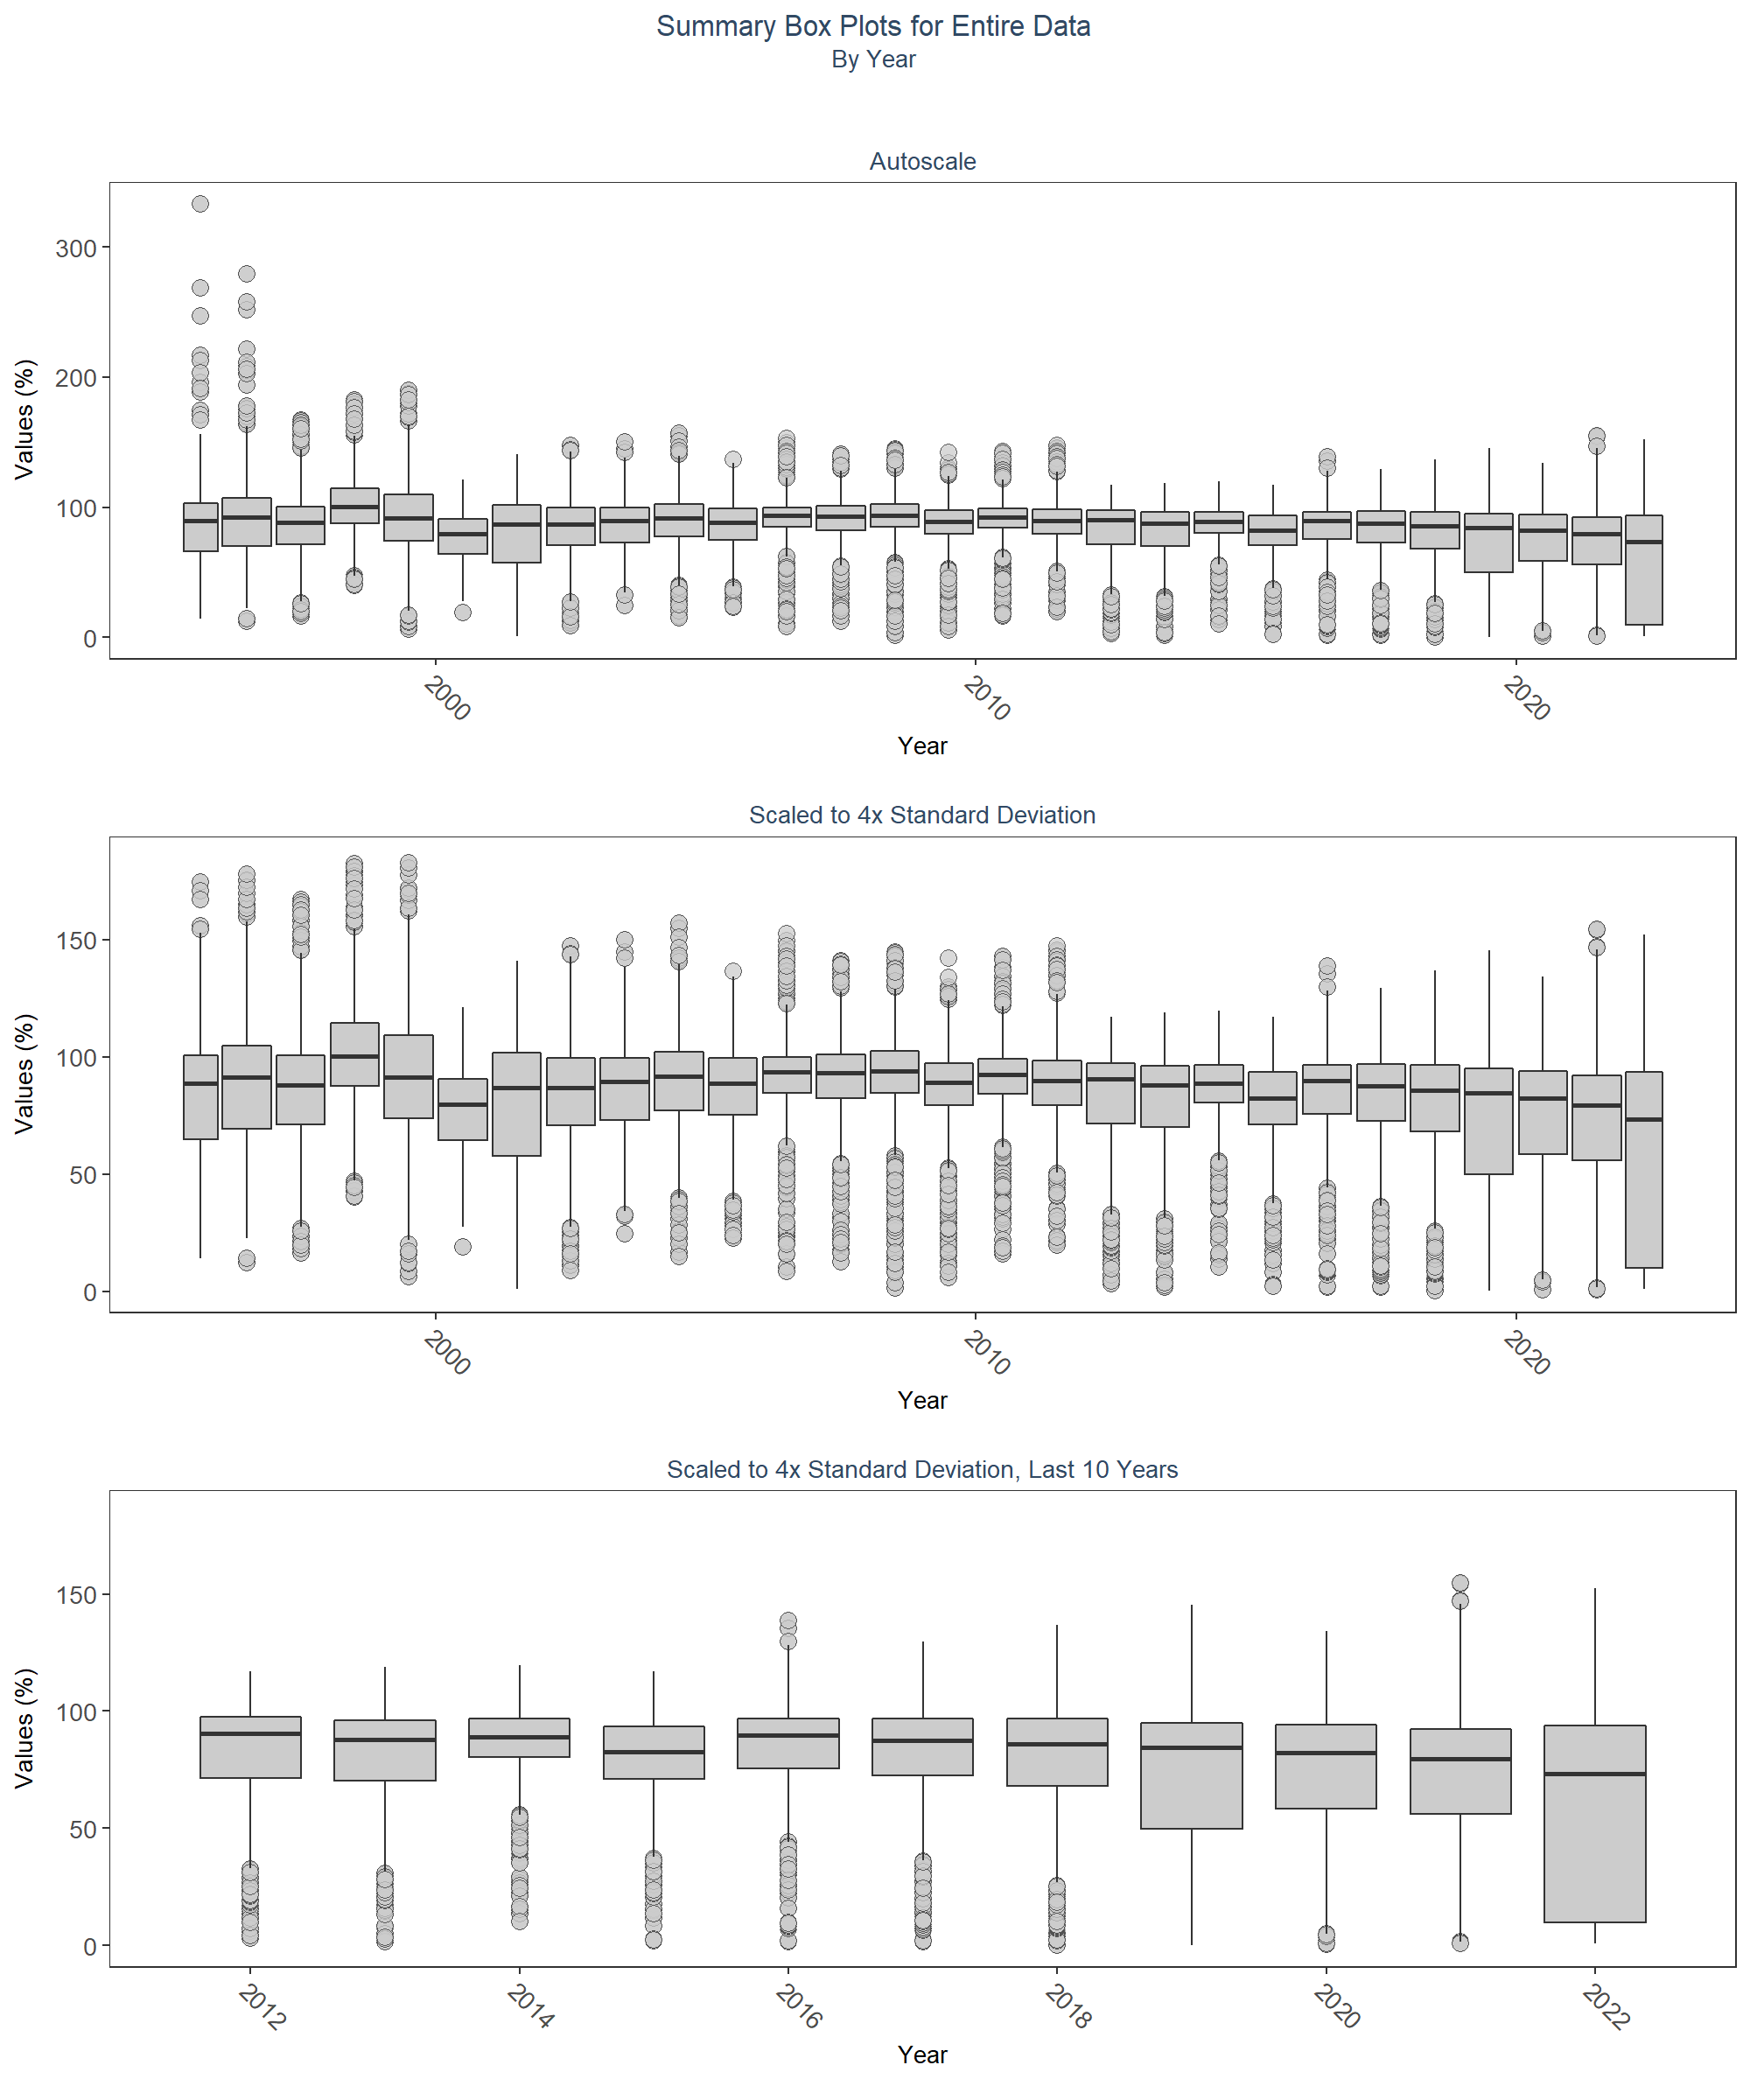 Summary Box Plots for Entire Data
By Year
Autoscale
Values (%)
300
200
100
0
2000
2010
2020
Year
Scaled to 4x Standard Deviation
Values (%)
150
100
50
0
2000
2010
2020
Year
Scaled to 4x Standard Deviation, Last 10 Years
Values (%)
150
100
50
0
2012
2014
2016
2018
2020
2022
Year